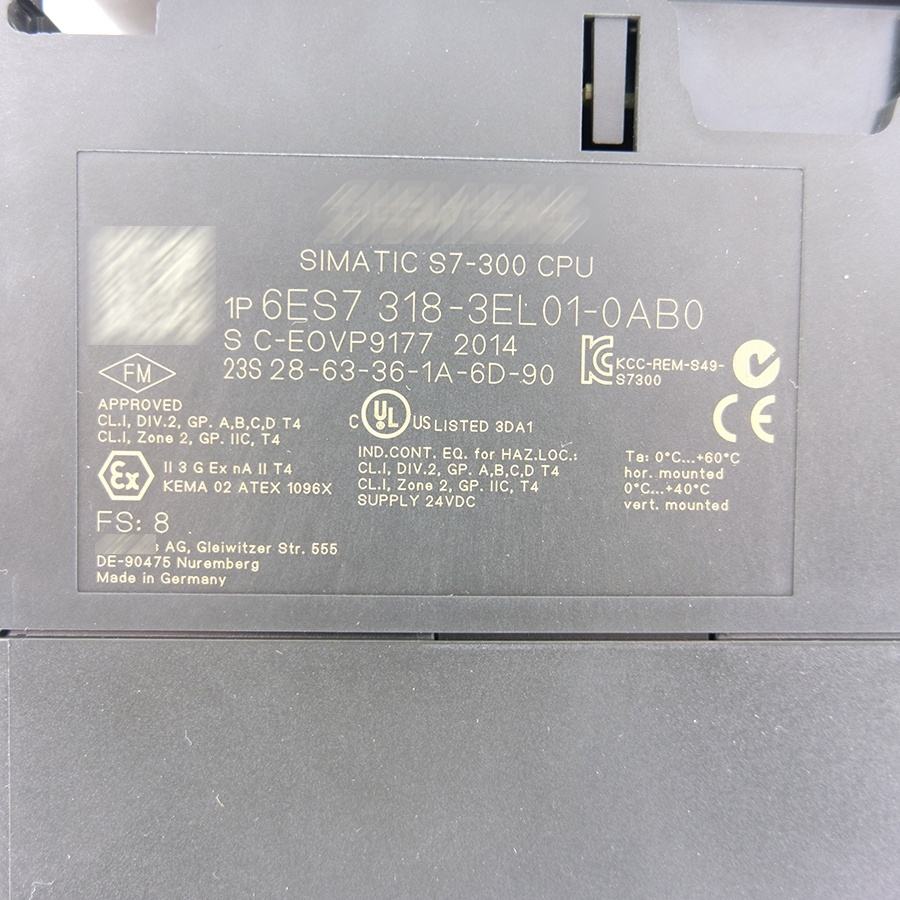 SIMATIC S7-300 CPU
1P 6ES7 318-3EL01-0AB0
S C-E0VP9177 2014
23S 28-63-36-1A-6D-90
KCC-REM-S49-
S7300
FM
APPROVED
CL.I, DIV.2, GP. A,B,C,D T4
CL.I, Zone 2, GP. IIC, T4
C UL US LISTED 3DA1
CE
IND.CONT. EQ. for HAZ.LOC.:
CL.I, DIV.2, GP. A,B,C,D T4
CL.I, Zone 2, GP. IIC, T4
SUPPLY 24VDC
Ta: 0°C...+60°C
hor. mounted
0°C...+40°C
vert. mounted
Ex
II 3 G Ex nA II T4
KEMA 02 ATEX 1096X
FS: 8
AG, Gleiwitzer Str. 555
DE-90475 Nuremberg
Made in Germany